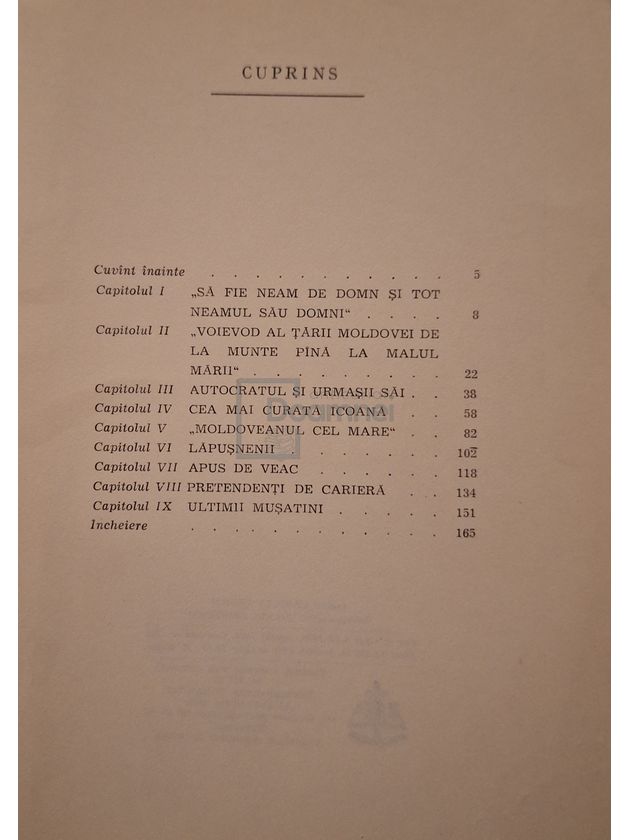 CUPRINS
Cuvînt înainte . . . . . . . . . . . 5
Capitolul I „SĂ FIE NEAM DE DOMN ȘI TOT
NEAMUL SĂU DOMNI“ . . . . 8
Capitolul II „VOIEVOD AL ȚĂRII MOLDOVEI DE
LA MUNTE PÎNĂ LA MALUL
MĂRII“ . . . . . . . . . 22
Capitolul III AUTOCRATUL ȘI URMAȘII SĂI . . 38
Capitolul IV CEA MAI CURATĂ ICOANĂ . . 58
Capitolul V „MOLDOVEANUL CEL MARE“ . . 82
Capitolul VI LĂPUȘNENII . . . . . . . 102
Capitolul VII APUS DE VEAC . . . . . 118
Capitolul VIII PRETENDENȚI DE CARIERĂ . . 134
Capitolul IX ULTIMII MUȘATINI . . . . 151
Incheiere . . . . . . . . . . . 165